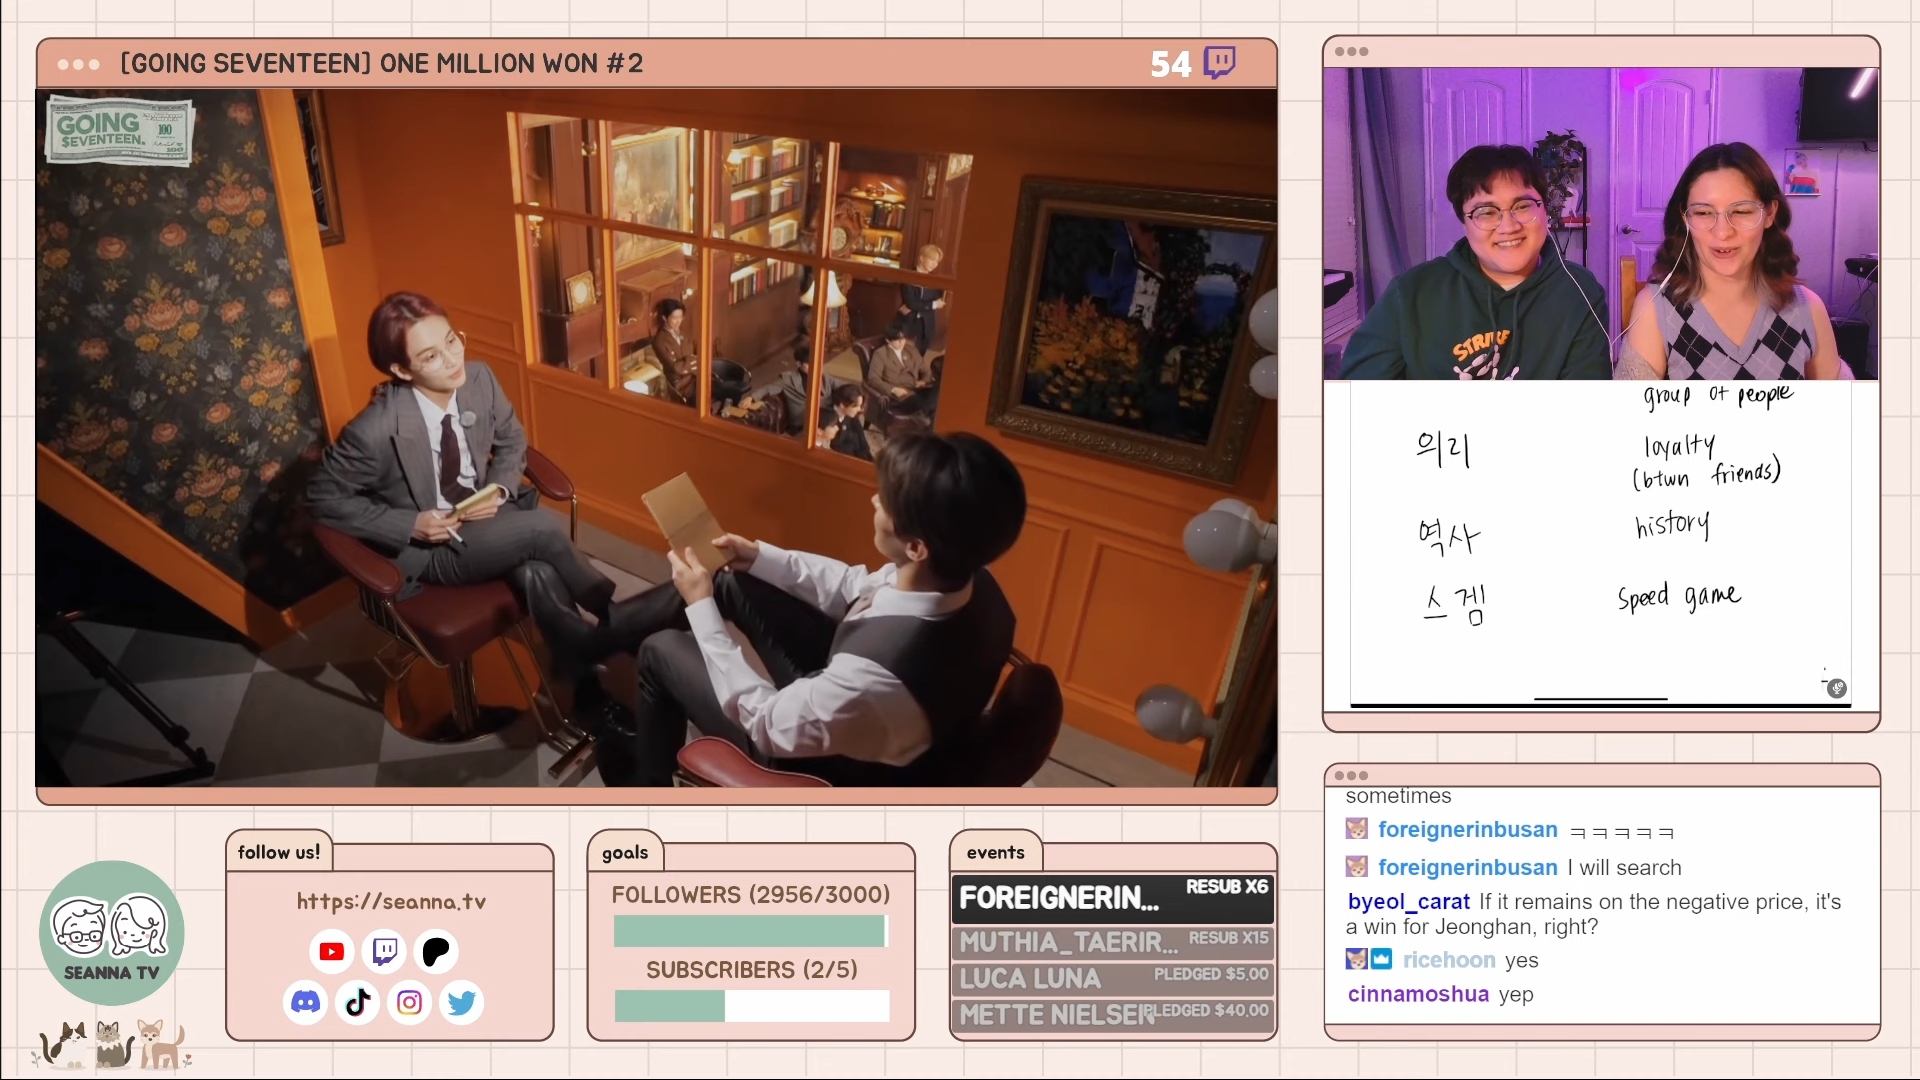 [GOING SEVENTEEN] ONE MILLION WON #2
54
GOING
$EVENTEEN.
100
STRIKE
group of people
의리
loyalty
(btwn friends)
역사
history
스겜
Speed game
sometimes
foreignerinbusan ㅋㅋㅋㅋㅋ
foreignerinbusan I will search
byeol_carat If it remains on the negative price, it's
a win for Jeonghan, right?
ricehoon yes
cinnamoshua yep
SEANNA TV
follow us!
https://seanna.tv
goals
FOLLOWERS (2956/3000)
SUBSCRIBERS (2/5)
events
FOREIGNERIN... RESUB X6
MUTHIA_TAERIR... RESUB X15
LUCA LUNA PLEDGED $5.00
METTE NIELSEN PLEDGED $40.00